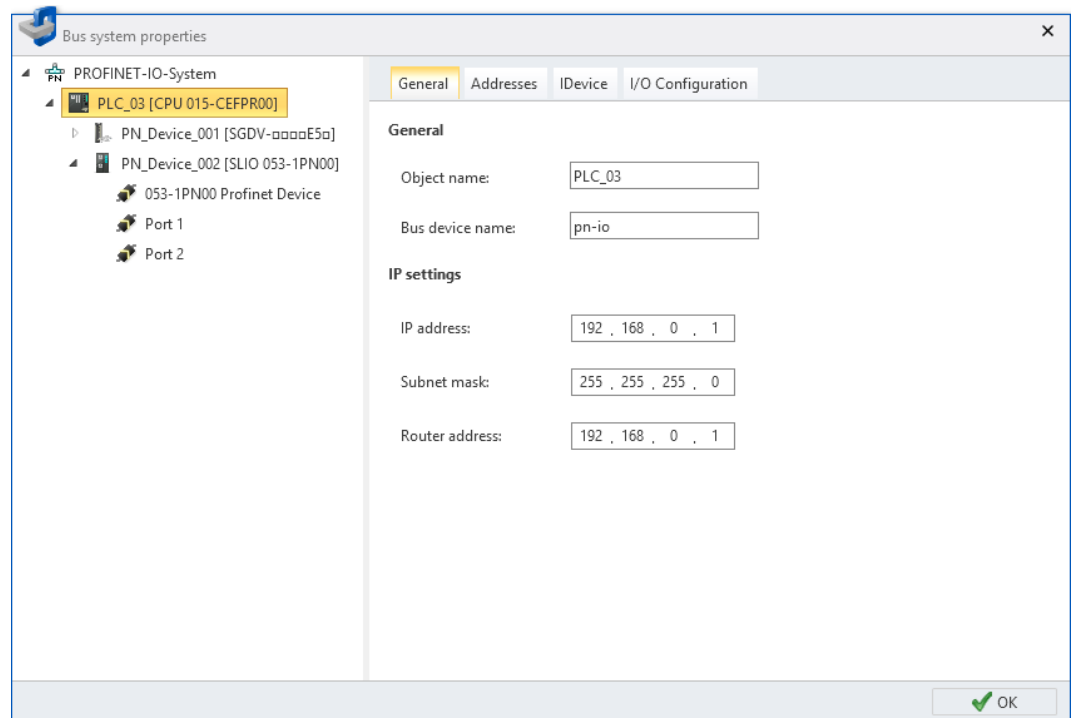 Bus system properties
PN PROFINET-IO-System
PLC_03 [CPU 015-CEFPR00]
PN_Device_001 [SGDV-□□□□E5□]
PN_Device_002 [SLIO 053-1PN00]
053-1PN00 Profinet Device
Port 1
Port 2
General Addresses IDevice I/O Configuration
General
Object name: PLC_03
Bus device name: pn-io
IP settings
IP address: 192 . 168 . 0 . 1
Subnet mask: 255 . 255 . 255 . 0
Router address: 192 . 168 . 0 . 1
OK